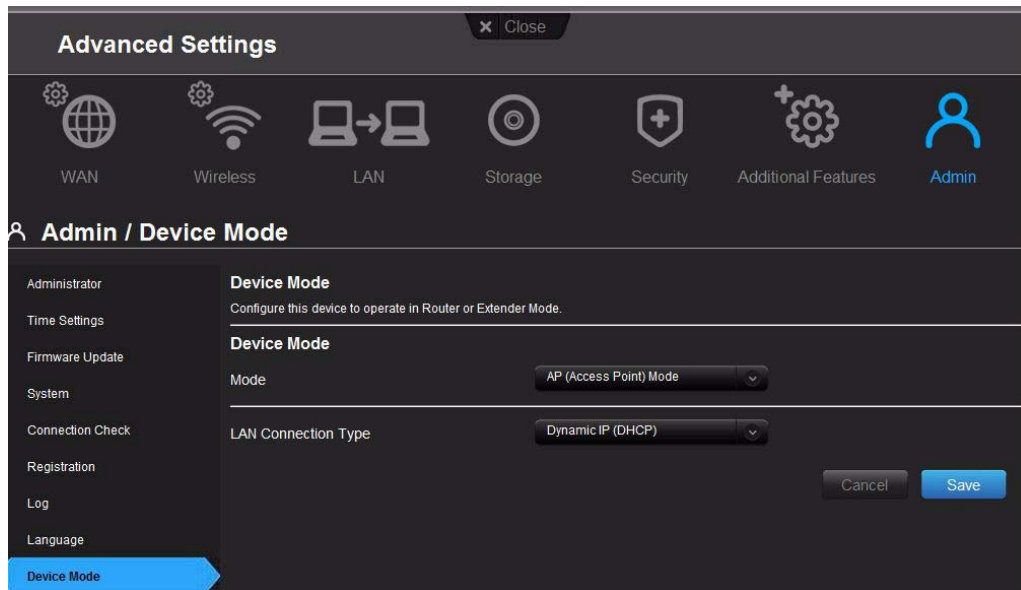 Close
Advanced Settings
WAN
Wireless
LAN
Storage
Security
Additional Features
Admin
Admin / Device Mode
Administrator
Time Settings
Firmware Update
System
Connection Check
Registration
Log
Language
Device Mode
Device Mode
Configure this device to operate in Router or Extender Mode.
Device Mode
Mode
AP (Access Point) Mode
LAN Connection Type
Dynamic IP (DHCP)
Cancel
Save